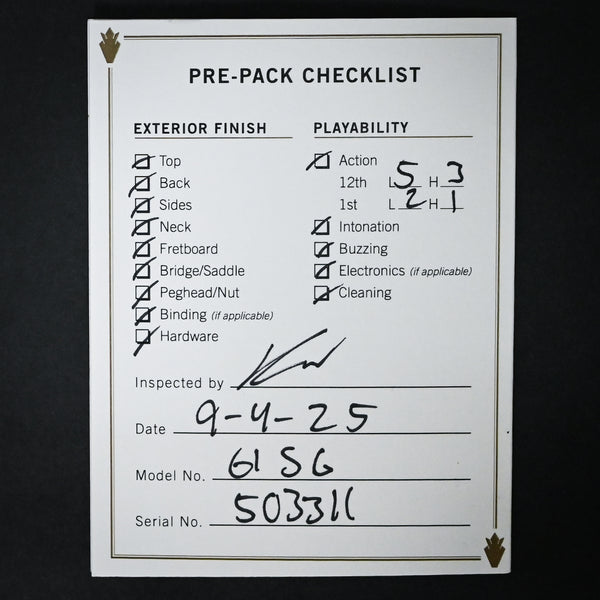 PRE-PACK CHECKLIST
EXTERIOR FINISH
Top
Back
Sides
Neck
Fretboard
Bridge/Saddle
Peghead/Nut
Binding (if applicable)
Hardware
PLAYABILITY
Action
12th L 5 H 3
1st L 2 H 1
Intonation
Buzzing
Electronics (if applicable)
Cleaning
Inspected by
Date 9-4-25
Model No. 61 SG
Serial No. 503311